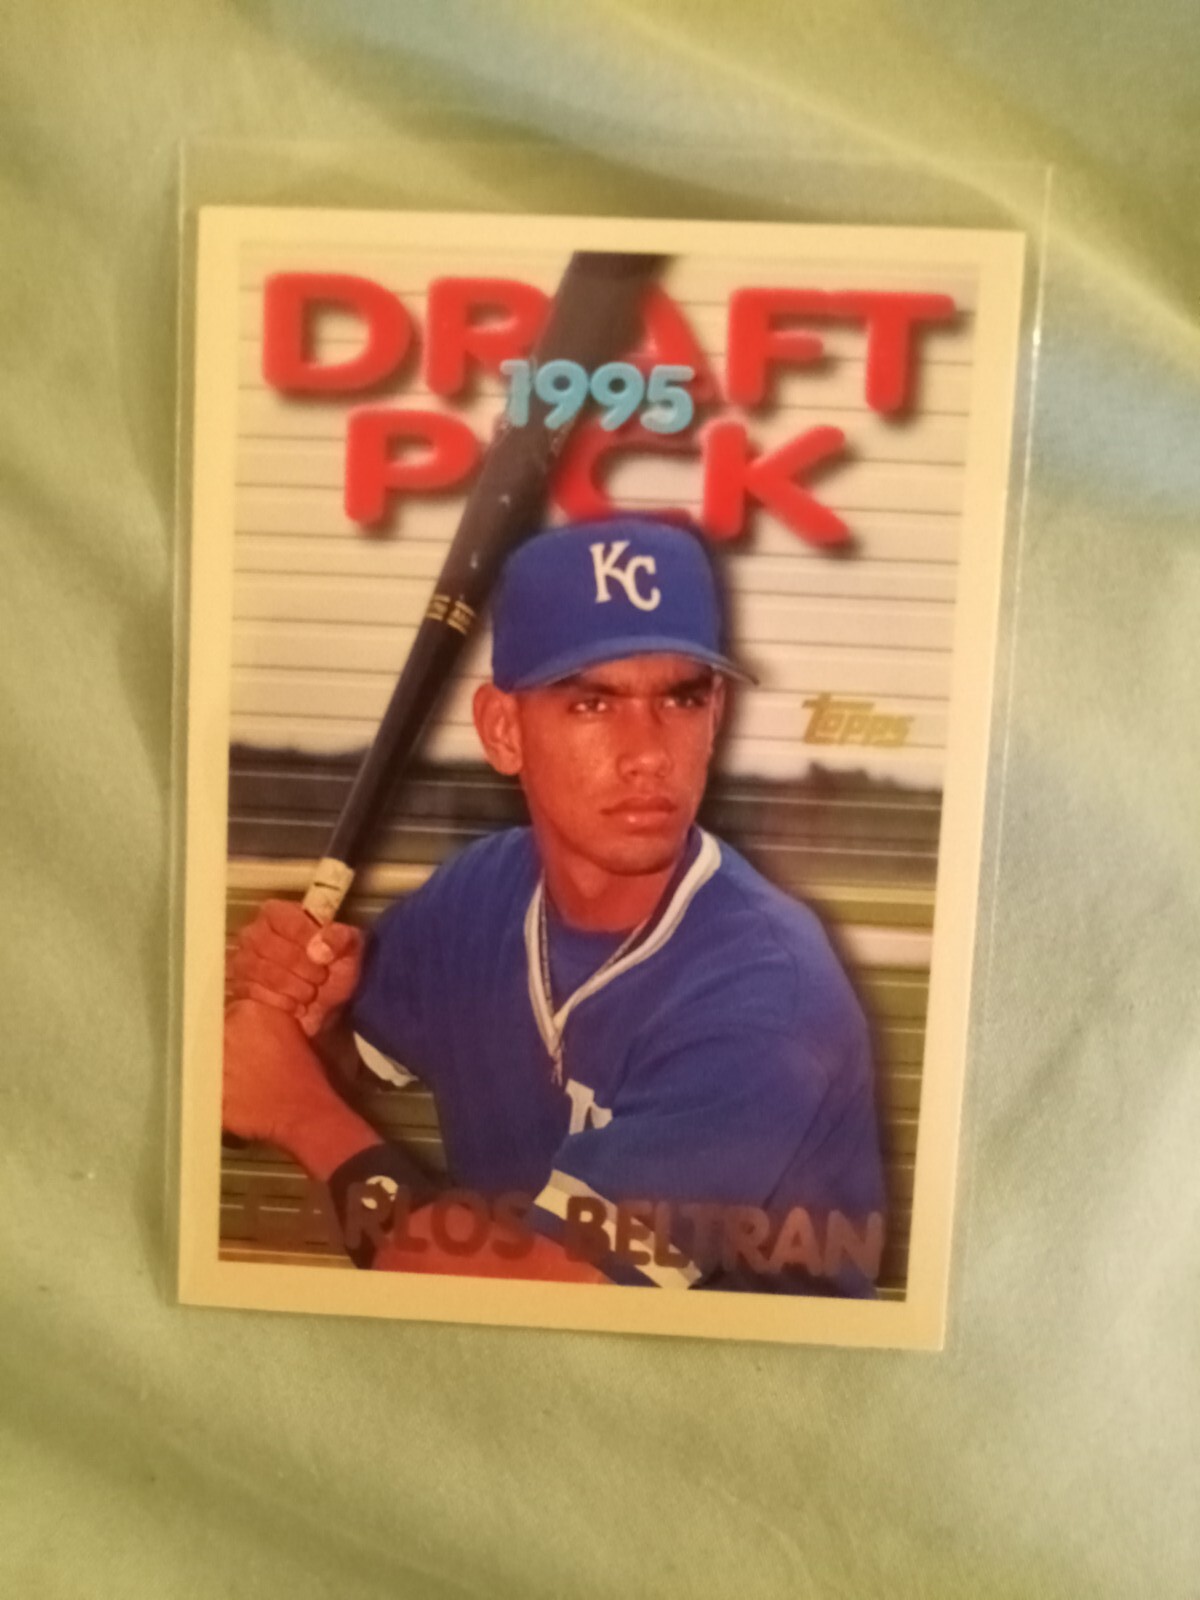 DRAFT
1995
PICK
KC
topps
CARLOS BELTRAN